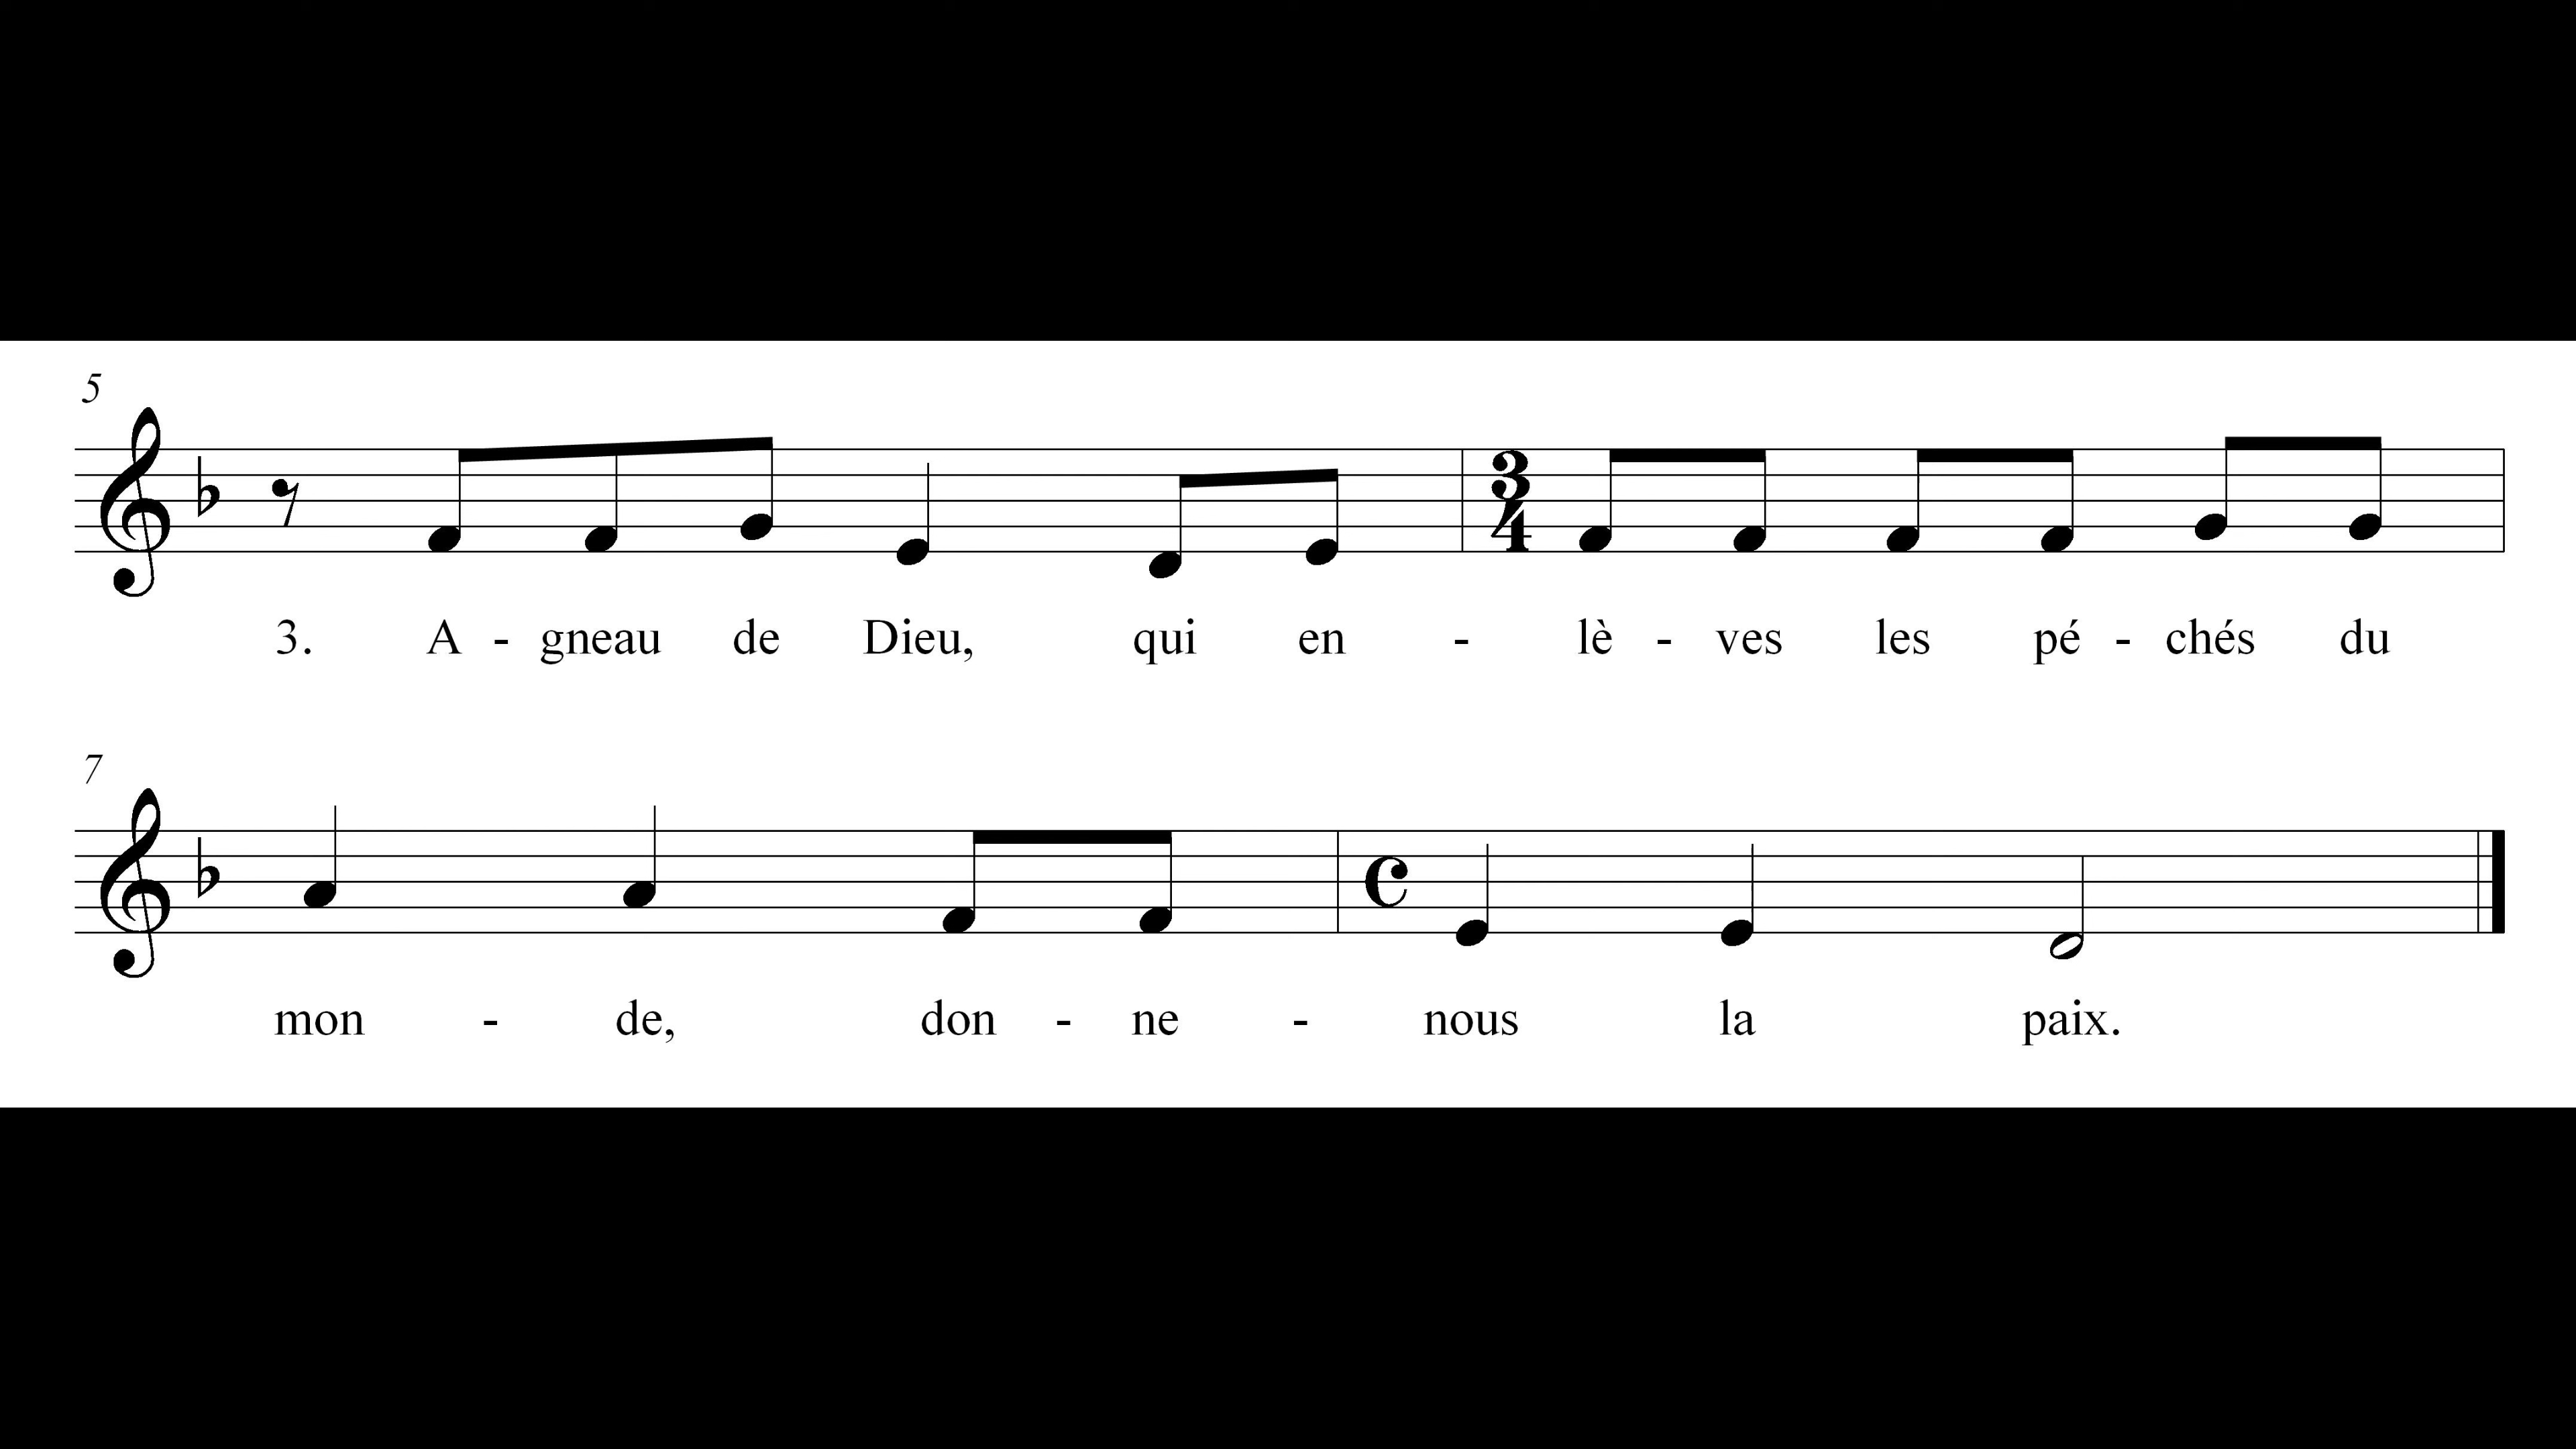 5
3. A - gneau de Dieu, qui en - lè - ves les pé - chés du
7
mon - de, don - ne - nous la paix.